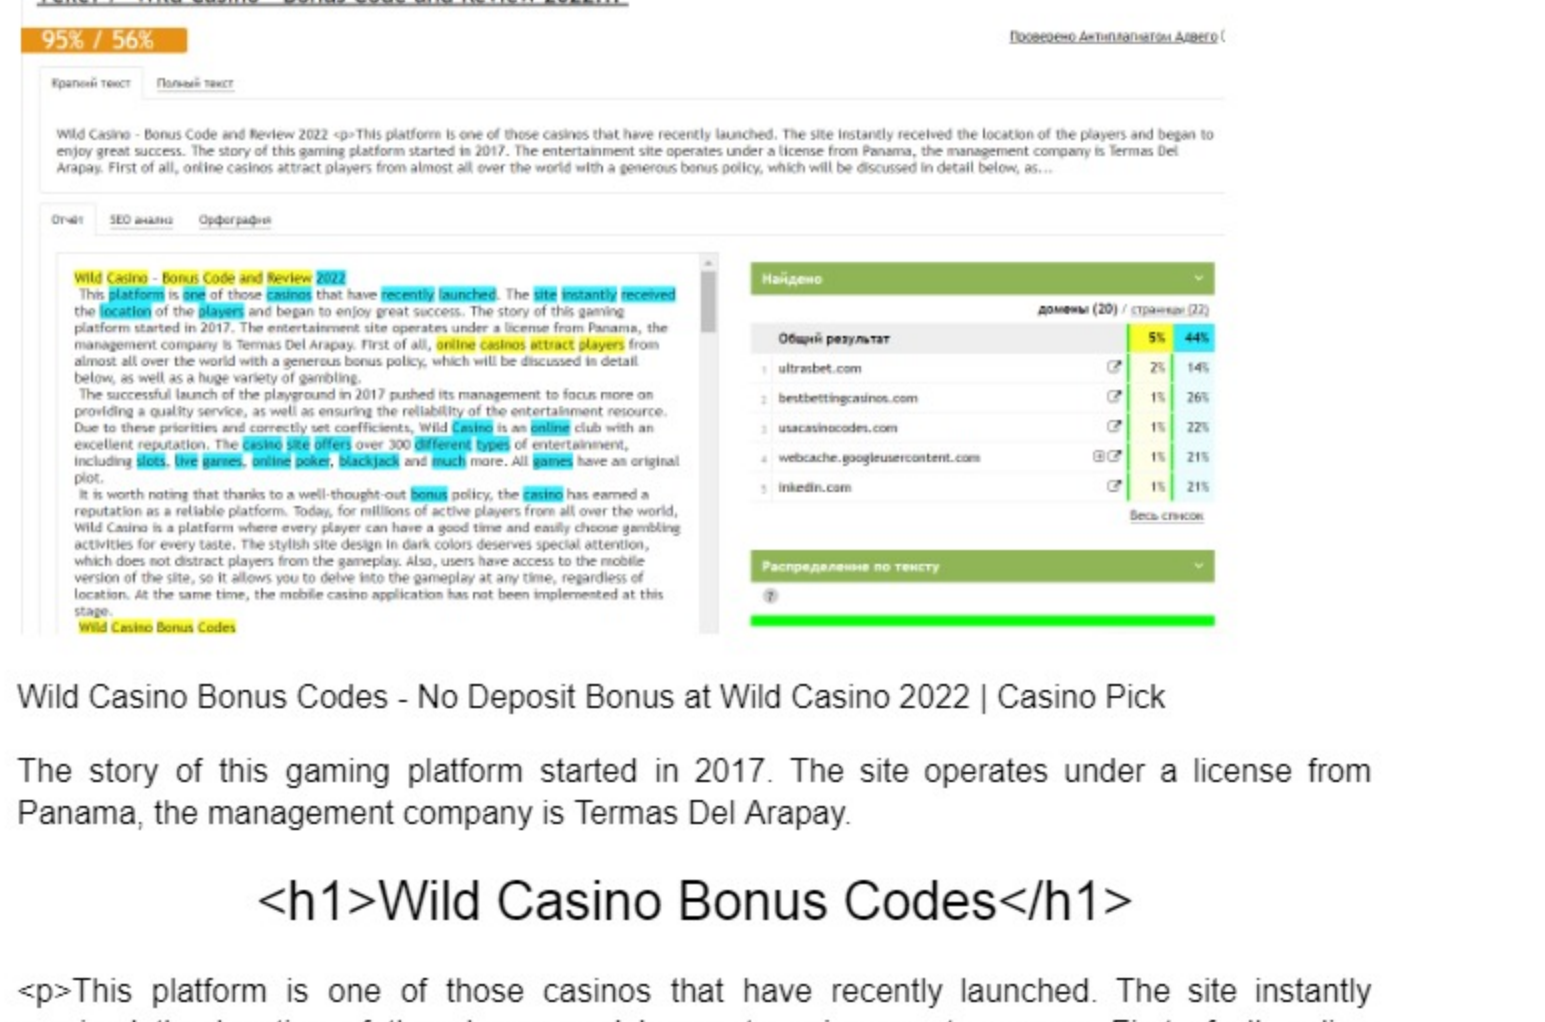 95% / 56%
Проверено Антиплагиатом Адвего (
Краткий текст Полный текст
Wild Casino - Bonus Code and Review 2022 <p>This platform is one of those casinos that have recently launched. The site instantly received the location of the players and began to
enjoy great success. The story of this gaming platform started in 2017. The entertainment site operates under a license from Panama, the management company is Termas Del
Arapay. First of all, online casinos attract players from almost all over the world with a generous bonus policy, which will be discussed in detail below, as...
Отчёт SEO анализ Орфография
Wild Casino - Bonus Code and Review 2022
This platform is one of those casinos that have recently launched. The site instantly received
the location of the players and began to enjoy great success. The story of this gaming
platform started in 2017. The entertainment site operates under a license from Panama, the
management company is Termas Del Arapay. First of all, online casinos attract players from
almost all over the world with a generous bonus policy, which will be discussed in detail
below, as well as a huge variety of gambling.
The successful launch of the playground in 2017 pushed its management to focus more on
providing a quality service, as well as ensuring the reliability of the entertainment resource.
Due to these priorities and correctly set coefficients, Wild Casino is an online club with an
excellent reputation. The casino site offers over 300 different types of entertainment,
including slots, live games, online poker, blackjack and much more. All games have an original
plot.
It is worth noting that thanks to a well-thought-out bonus policy, the casino has earned a
reputation as a reliable platform. Today, for millions of active players from all over the world,
Wild Casino is a platform where every player can have a good time and easily choose gambling
activities for every taste. The stylish site design in dark colors deserves special attention,
which does not distract players from the gameplay. Also, users have access to the mobile
version of the site, so it allows you to delve into the gameplay at any time, regardless of
location. At the same time, the mobile casino application has not been implemented at this
stage.
Wild Casino Bonus Codes
Найдено
домены (20) / страницы (22)
Общий результат 5% 44%
1 ultrasbet.com 2% 14%
2 bestbettingcasinos.com 1% 26%
3 usacasinocodes.com 1% 22%
4 webcache.googleusercontent.com 1% 21%
5 inkedin.com 1% 21%
Весь список
Распределение по тексту
?
Wild Casino Bonus Codes - No Deposit Bonus at Wild Casino 2022 | Casino Pick
The story of this gaming platform started in 2017. The site operates under a license from
Panama, the management company is Termas Del Arapay.
<h1>Wild Casino Bonus Codes</h1>
<p>This platform is one of those casinos that have recently launched. The site instantly